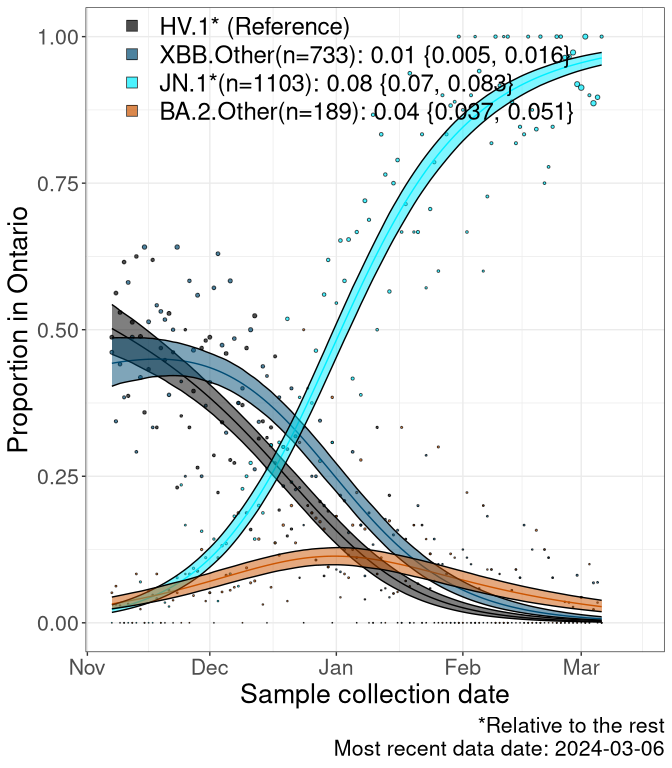 HV.1* (Reference)
XBB.Other(n=733): 0.01 {0.005, 0.016}
JN.1*(n=1103): 0.08 {0.07, 0.083}
BA.2.Other(n=189): 0.04 {0.037, 0.051}
1.00
0.75
0.50
0.25
0.00
Proportion in Ontario
Nov Dec Jan Feb Mar
Sample collection date
*Relative to the rest
Most recent data date: 2024-03-06